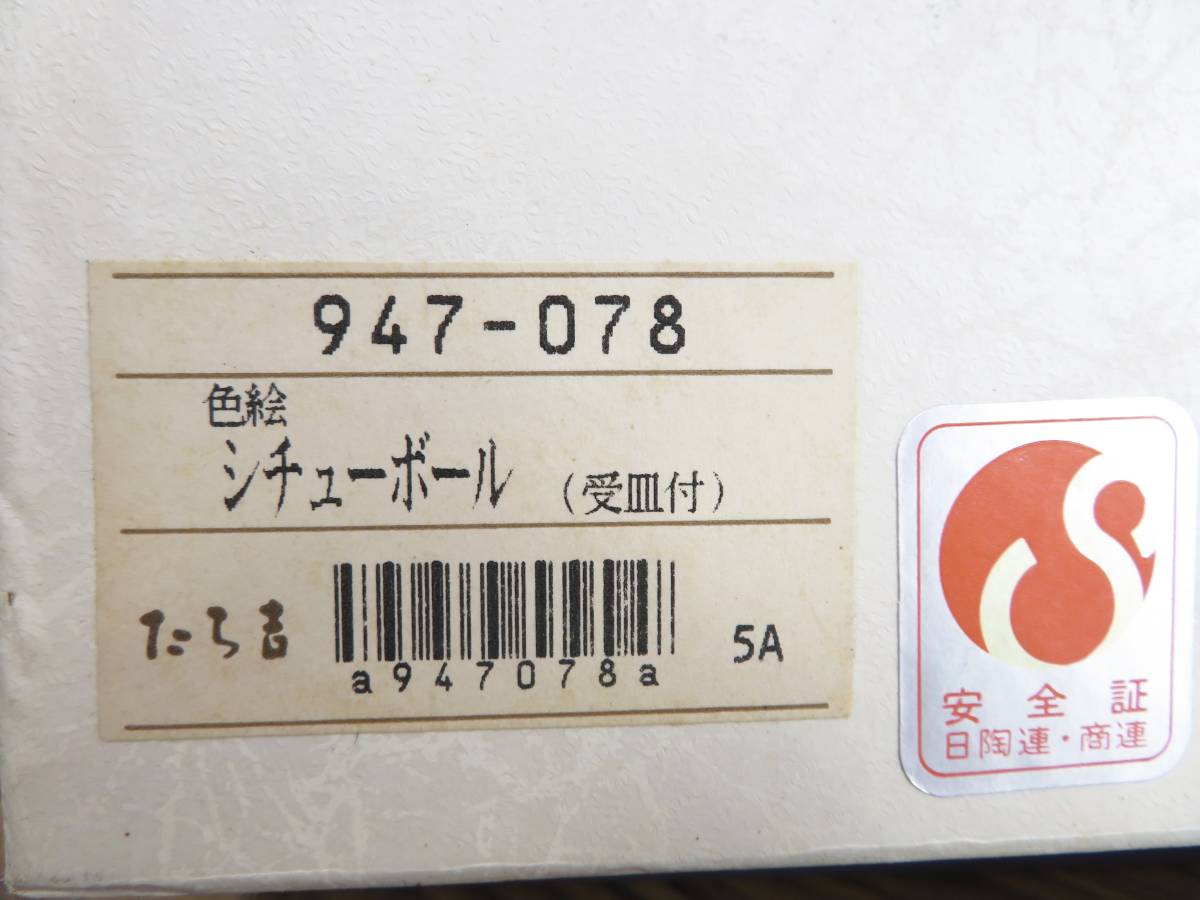 947-078
色絵
シチューボール (受皿付)
たち吉
a947078a
5A
安全証
日陶連・商連